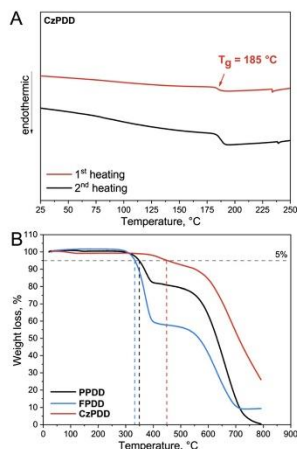 A
CzPDD
Tg = 185 °C
endothermic
1st heating
2nd heating
25 50 75 100 125 150 175 200 225 250
Temperature, °C
B
110
100
90
80
70
60
50
40
30
20
10
0
5%
Weight loss, %
PPDD
FPDD
CzPDD
0 100 200 300 400 500 600 700 800 900
Temperature, °C